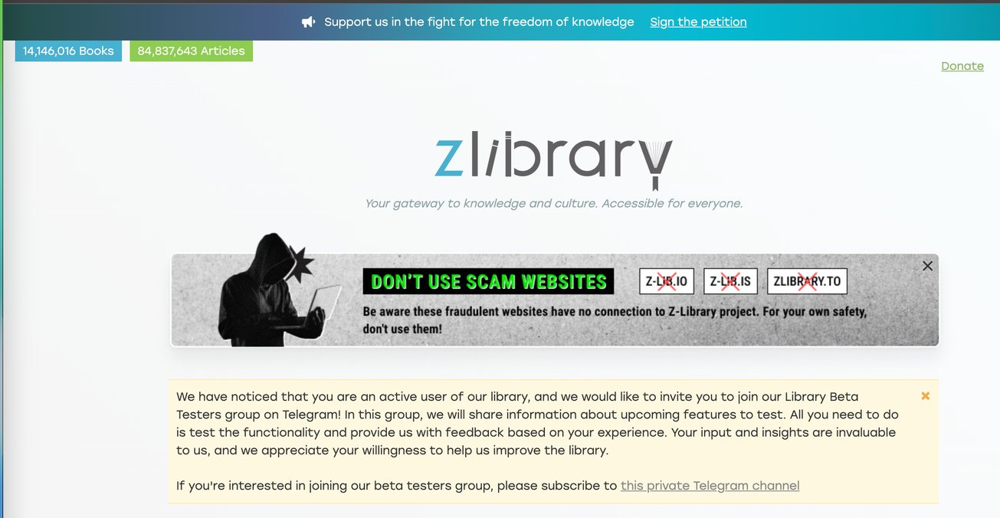 Support us in the fight for the freedom of knowledge Sign the petition
14,146,016 Books 84,837,643 Articles
Donate
zlibrary
Your gateway to knowledge and culture. Accessible for everyone.
DON'T USE SCAM WEBSITES Z-LIB.IO Z-LIB.IS ZLIBRARY.TO
Be aware these fraudulent websites have no connection to Z-Library project. For your own safety,
don't use them!
We have noticed that you are an active user of our library, and we would like to invite you to join our Library Beta
Testers group on Telegram! In this group, we will share information about upcoming features to test. All you need to do
is test the functionality and provide us with feedback based on your experience. Your input and insights are invaluable
to us, and we appreciate your willingness to help us improve the library.
If you're interested in joining our beta testers group, please subscribe to this private Telegram channel